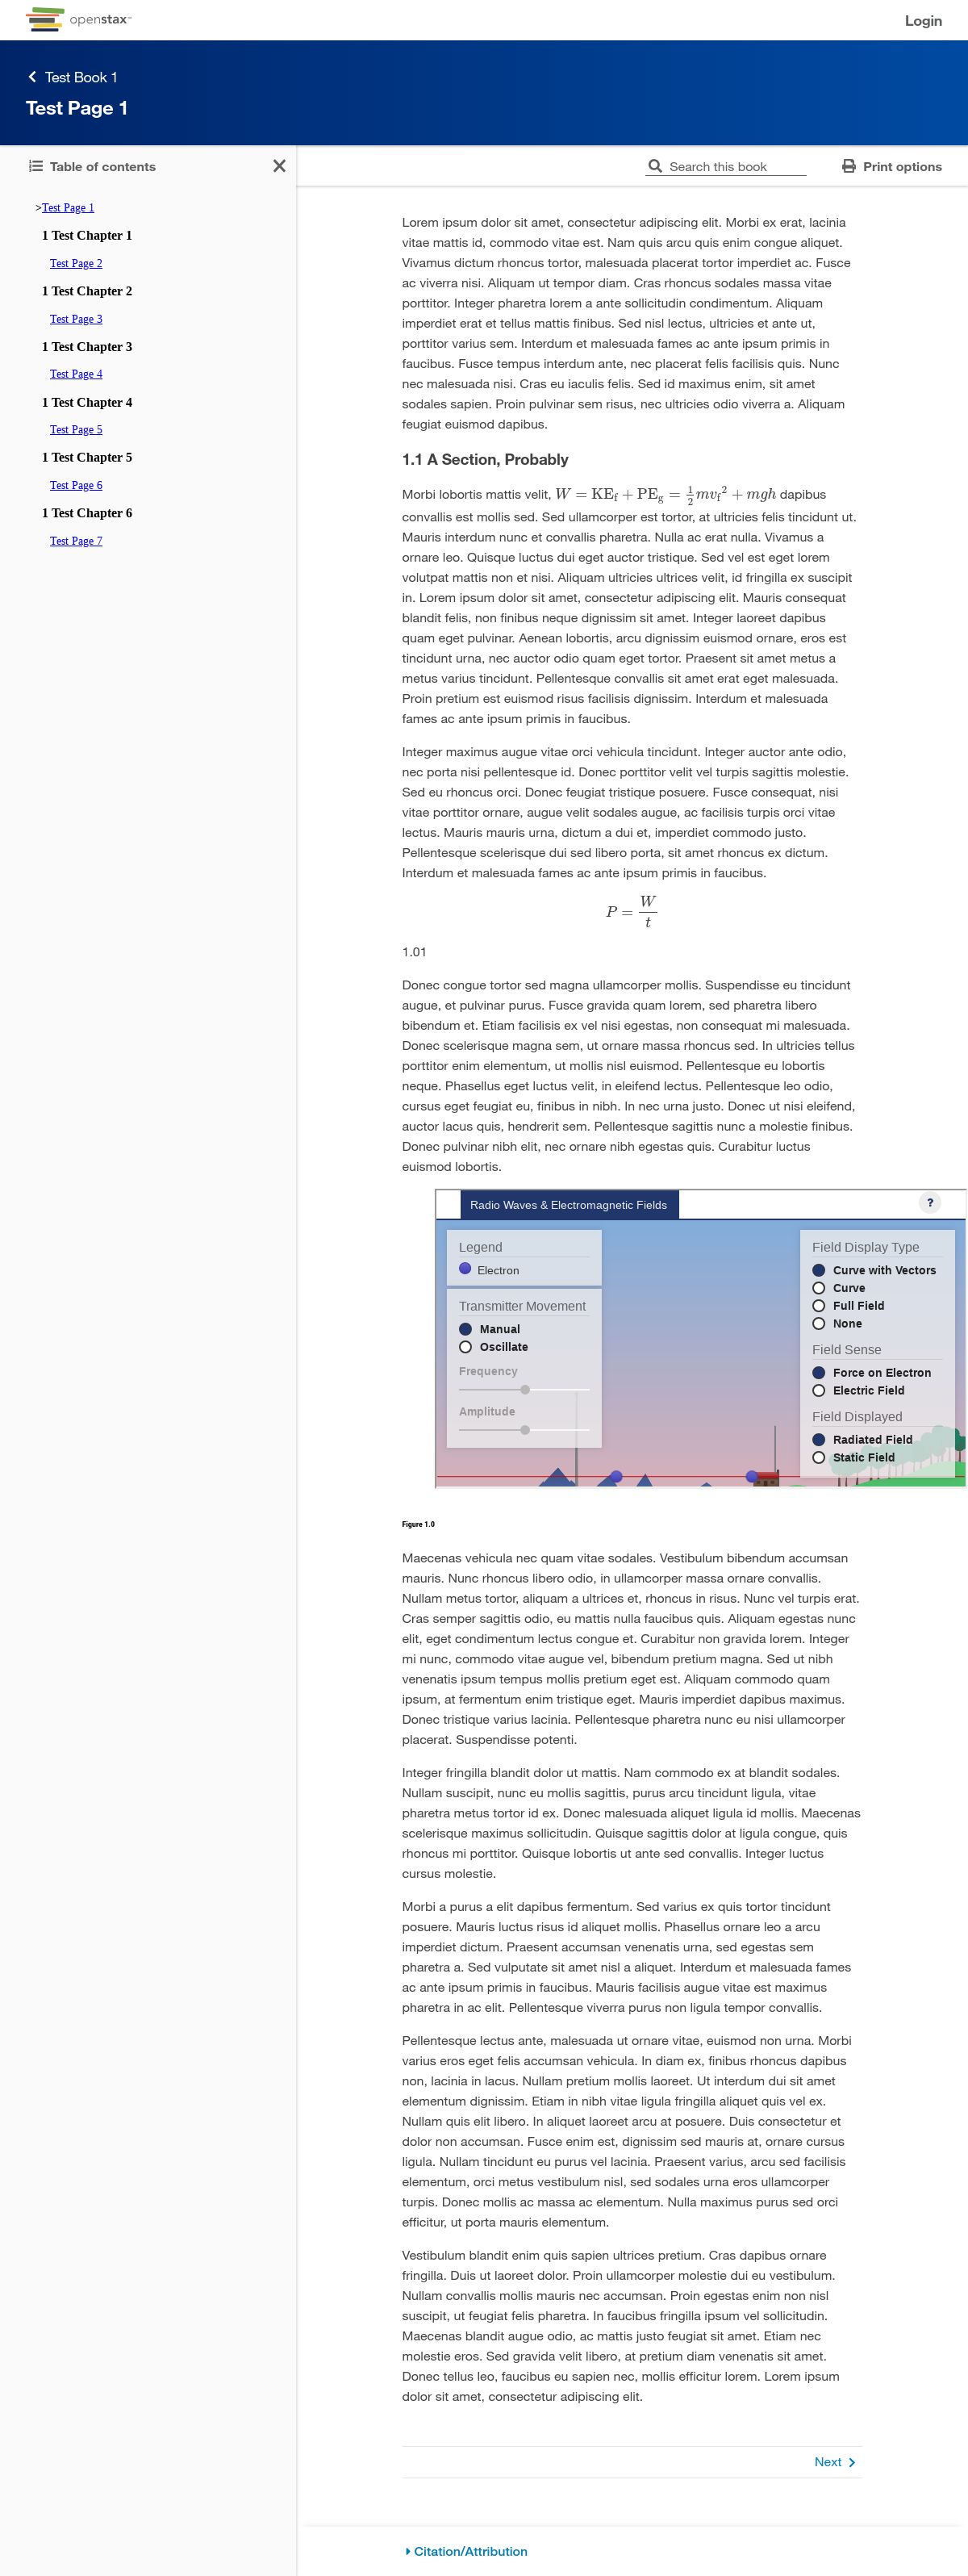 openstax™
Login
Test Book 1
Test Page 1
Table of contents
Search this book
Print options
>Test Page 1
1 Test Chapter 1
Test Page 2
1 Test Chapter 2
Test Page 3
1 Test Chapter 3
Test Page 4
1 Test Chapter 4
Test Page 5
1 Test Chapter 5
Test Page 6
1 Test Chapter 6
Test Page 7
Lorem ipsum dolor sit amet, consectetur adipiscing elit. Morbi ex erat, lacinia
vitae mattis id, commodo vitae est. Nam quis arcu quis enim congue aliquet.
Vivamus dictum rhoncus tortor, malesuada placerat tortor imperdiet ac. Fusce
ac viverra nisi. Aliquam ut tempor diam. Cras rhoncus sodales massa vitae
porttitor. Integer pharetra lorem a ante sollicitudin condimentum. Aliquam
imperdiet erat et tellus mattis finibus. Sed nisl lectus, ultricies et ante ut,
porttitor varius sem. Interdum et malesuada fames ac ante ipsum primis in
faucibus. Fusce tempus interdum ante, nec placerat felis facilisis quis. Nunc
nec malesuada nisi. Cras eu iaculis felis. Sed id maximus enim, sit amet
sodales sapien. Proin pulvinar sem risus, nec ultricies odio viverra a. Aliquam
feugiat euismod dapibus.
1.1 A Section, Probably
Morbi lobortis mattis velit, W = KE_f + PE_g = 1/2 mv_f² + mgh dapibus
convallis est mollis sed. Sed ullamcorper est tortor, at ultricies felis tincidunt ut.
Mauris interdum nunc et convallis pharetra. Nulla ac erat nulla. Vivamus a
ornare leo. Quisque luctus dui eget auctor tristique. Sed vel est eget lorem
volutpat mattis non et nisi. Aliquam ultricies ultrices velit, id fringilla ex suscipit
in. Lorem ipsum dolor sit amet, consectetur adipiscing elit. Mauris consequat
blandit felis, non finibus neque dignissim sit amet. Integer laoreet dapibus
quam eget pulvinar. Aenean lobortis, arcu dignissim euismod ornare, eros est
tincidunt urna, nec auctor odio quam eget tortor. Praesent sit amet metus a
metus varius tincidunt. Pellentesque convallis sit amet erat eget malesuada.
Proin pretium est euismod risus facilisis dignissim. Interdum et malesuada
fames ac ante ipsum primis in faucibus.
Integer maximus augue vitae orci vehicula tincidunt. Integer auctor ante odio,
nec porta nisi pellentesque id. Donec porttitor velit vel turpis sagittis molestie.
Sed eu rhoncus orci. Donec feugiat tristique posuere. Fusce consequat, nisi
vitae porttitor ornare, augue velit sodales augue, ac facilisis turpis orci vitae
lectus. Mauris mauris urna, dictum a dui et, imperdiet commodo justo.
Pellentesque scelerisque dui sed libero porta, sit amet rhoncus ex dictum.
Interdum et malesuada fames ac ante ipsum primis in faucibus.
P = W/t
1.01
Donec congue tortor sed magna ullamcorper mollis. Suspendisse eu tincidunt
augue, et pulvinar purus. Fusce gravida quam lorem, sed pharetra libero
bibendum et. Etiam facilisis ex vel nisi egestas, non consequat mi malesuada.
Donec scelerisque magna sem, ut ornare massa rhoncus sed. In ultricies tellus
porttitor enim elementum, ut mollis nisl euismod. Pellentesque eu lobortis
neque. Phasellus eget luctus velit, in eleifend lectus. Pellentesque leo odio,
cursus eget feugiat eu, finibus in nibh. In nec urna justo. Donec ut nisi eleifend,
auctor lacus quis, hendrerit sem. Pellentesque sagittis nunc a molestie finibus.
Donec pulvinar nibh elit, nec ornare nibh egestas quis. Curabitur luctus
euismod lobortis.
Radio Waves & Electromagnetic Fields
?
Legend
Electron
Transmitter Movement
Manual
Oscillate
Frequency
Amplitude
Field Display Type
Curve with Vectors
Curve
Full Field
None
Field Sense
Force on Electron
Electric Field
Field Displayed
Radiated Field
Static Field
Figure 1.0
Maecenas vehicula nec quam vitae sodales. Vestibulum bibendum accumsan
mauris. Nunc rhoncus libero odio, in ullamcorper massa ornare convallis.
Nullam metus tortor, aliquam a ultrices et, rhoncus in risus. Nunc vel turpis erat.
Cras semper sagittis odio, eu mattis nulla faucibus quis. Aliquam egestas nunc
elit, eget condimentum lectus congue et. Curabitur non gravida lorem. Integer
mi nunc, commodo vitae augue vel, bibendum pretium magna. Sed ut nibh
venenatis ipsum tempus mollis pretium eget est. Aliquam commodo quam
ipsum, at fermentum enim tristique eget. Mauris imperdiet dapibus maximus.
Donec tristique varius lacinia. Pellentesque pharetra nunc eu nisi ullamcorper
placerat. Suspendisse potenti.
Integer fringilla blandit dolor ut mattis. Nam commodo ex at blandit sodales.
Nullam suscipit, nunc eu mollis sagittis, purus arcu tincidunt ligula, vitae
pharetra metus tortor id ex. Donec malesuada aliquet ligula id mollis. Maecenas
scelerisque maximus sollicitudin. Quisque sagittis dolor at ligula congue, quis
rhoncus mi porttitor. Quisque lobortis ut ante sed convallis. Integer luctus
cursus molestie.
Morbi a purus a elit dapibus fermentum. Sed varius ex quis tortor tincidunt
posuere. Mauris luctus risus id aliquet mollis. Phasellus ornare leo a arcu
imperdiet dictum. Praesent accumsan venenatis urna, sed egestas sem
pharetra a. Sed vulputate sit amet nisl a aliquet. Interdum et malesuada fames
ac ante ipsum primis in faucibus. Mauris facilisis augue vitae est maximus
pharetra in ac elit. Pellentesque viverra purus non ligula tempor convallis.
Pellentesque lectus ante, malesuada ut ornare vitae, euismod non urna. Morbi
varius eros eget felis accumsan vehicula. In diam ex, finibus rhoncus dapibus
non, lacinia in lacus. Nullam pretium mollis laoreet. Ut interdum dui sit amet
elementum dignissim. Etiam in nibh vitae ligula fringilla aliquet quis vel ex.
Nullam quis elit libero. In aliquet laoreet arcu at posuere. Duis consectetur et
dolor non accumsan. Fusce enim est, dignissim sed mauris at, ornare cursus
ligula. Nullam tincidunt eu purus vel lacinia. Praesent varius, arcu sed facilisis
elementum, orci metus vestibulum nisl, sed sodales urna eros ullamcorper
turpis. Donec mollis ac massa ac elementum. Nulla maximus purus sed orci
efficitur, ut porta mauris elementum.
Vestibulum blandit enim quis sapien ultrices pretium. Cras dapibus ornare
fringilla. Duis ut laoreet dolor. Proin ullamcorper molestie dui eu vestibulum.
Nullam convallis mollis mauris nec accumsan. Proin egestas enim non nisl
suscipit, ut feugiat felis pharetra. In faucibus fringilla ipsum vel sollicitudin.
Maecenas blandit augue odio, ac mattis justo feugiat sit amet. Etiam nec
molestie eros. Sed gravida velit libero, at pretium diam venenatis sit amet.
Donec tellus leo, faucibus eu sapien nec, mollis efficitur lorem. Lorem ipsum
dolor sit amet, consectetur adipiscing elit.
Next
Citation/Attribution